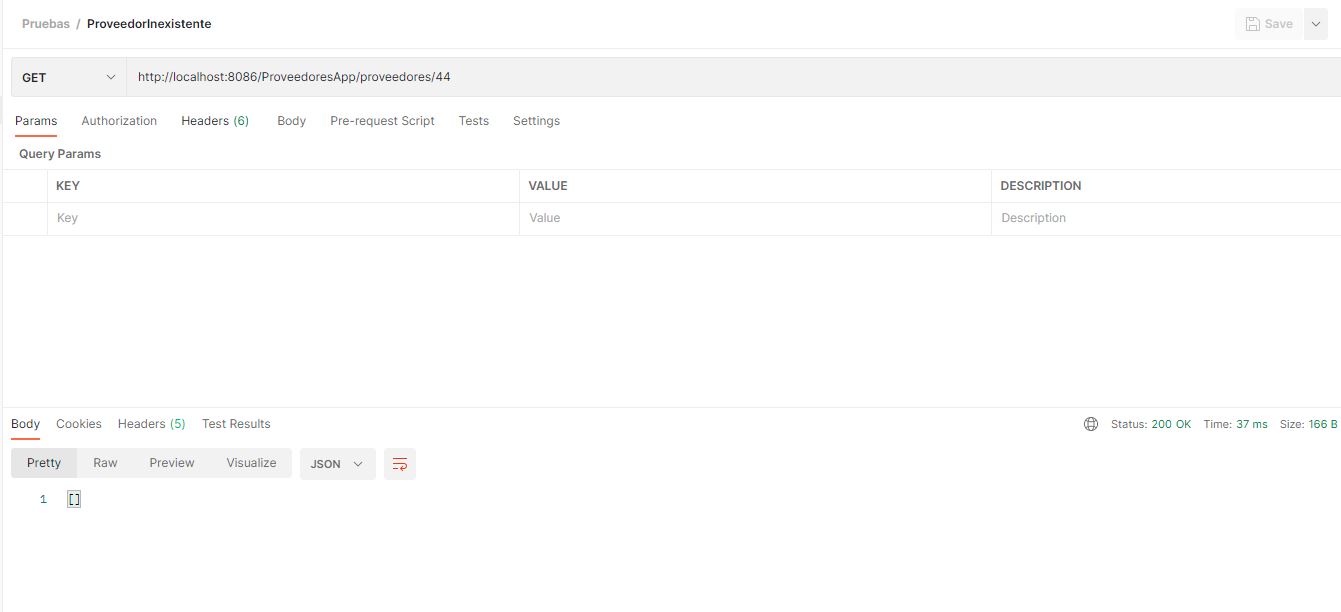 Pruebas / ProveedorInexistente
Save
GET http://localhost:8086/ProveedoresApp/proveedores/44
Params Authorization Headers (6) Body Pre-request Script Tests Settings
Query Params
KEY VALUE DESCRIPTION
Key Value Description
Body Cookies Headers (5) Test Results Status: 200 OK Time: 37 ms Size: 166 B
Pretty Raw Preview Visualize JSON
1 []